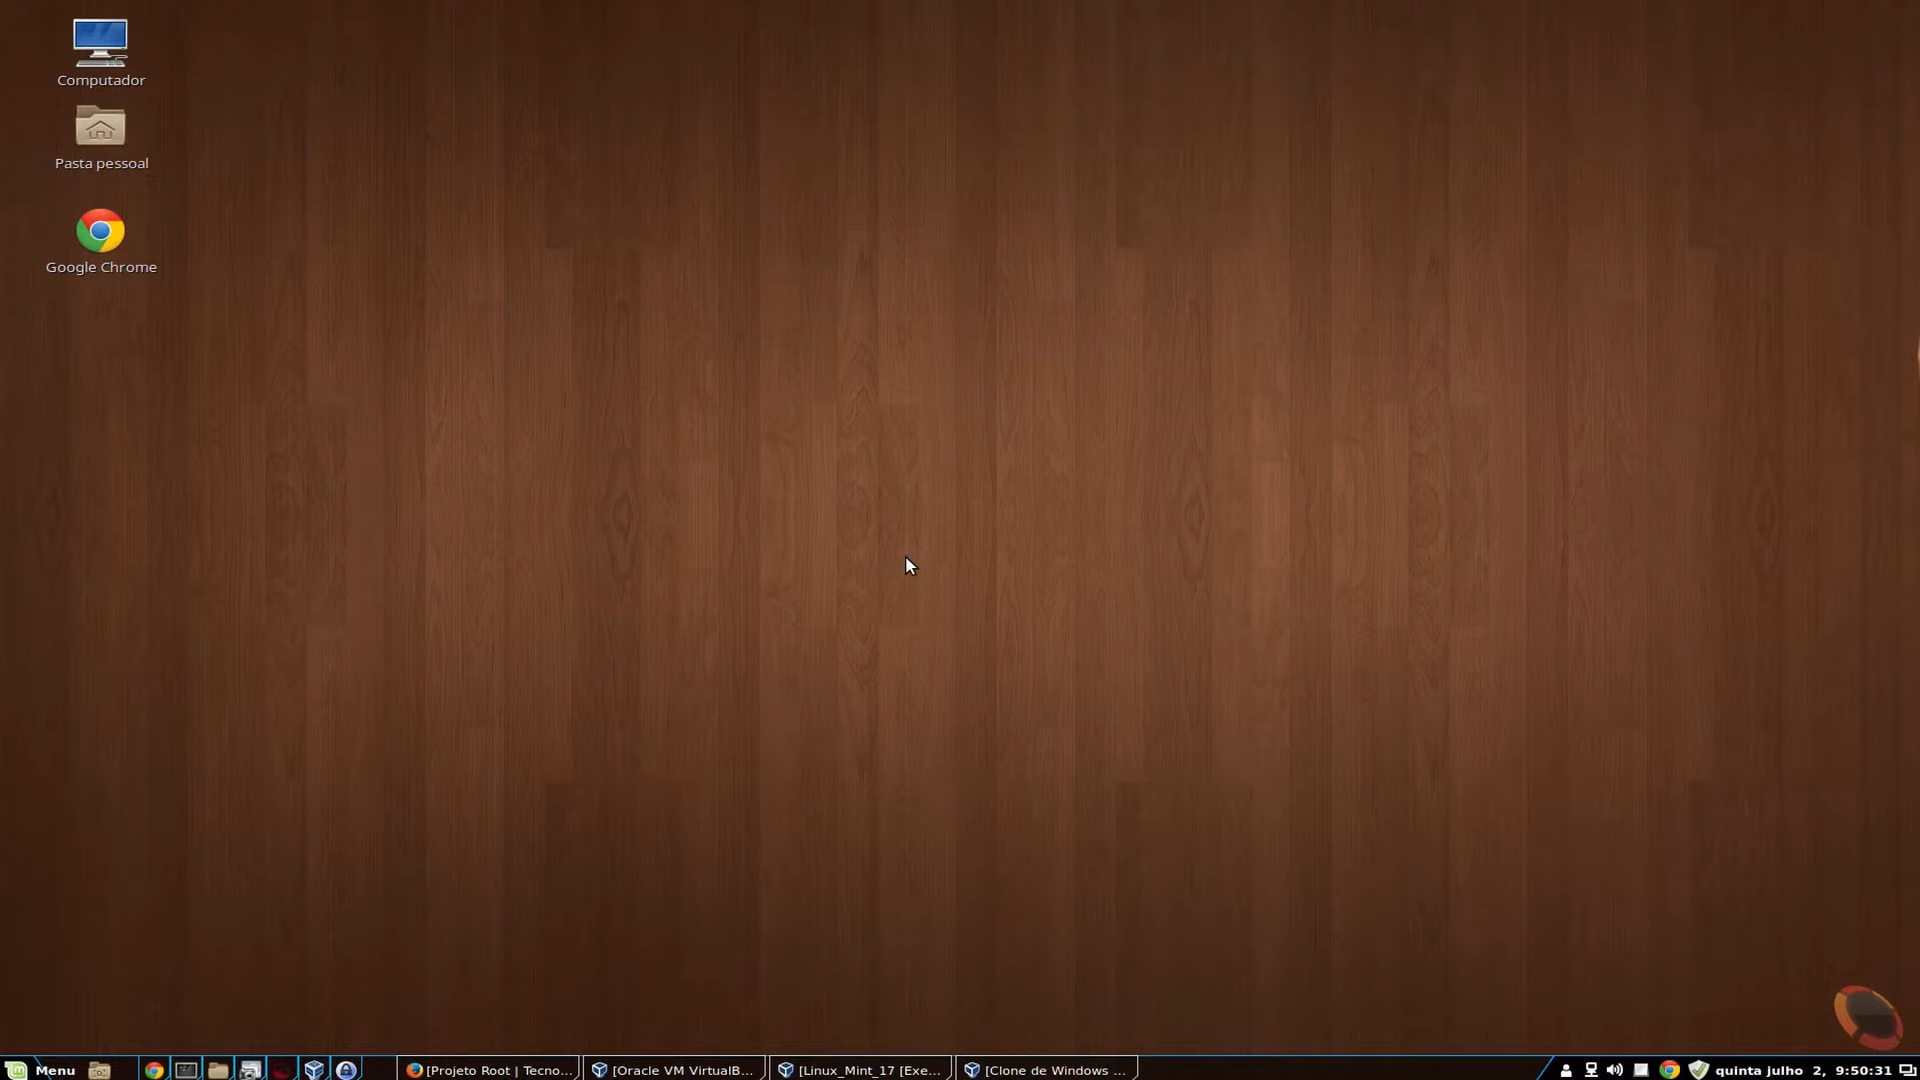 Computador
Pasta pessoal
Google Chrome
Menu
[Projeto Root | Tecno...
[Oracle VM VirtualB...
[Linux_Mint_17 [Exe...
[Clone de Windows ...
quinta julho 2, 9:50:31